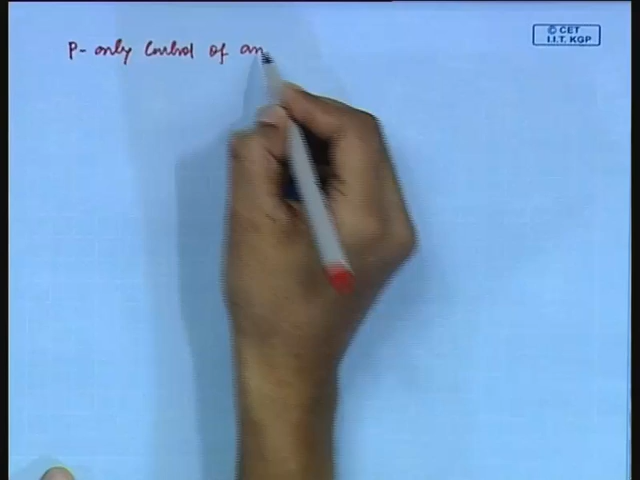 P- only Control of an
© CET
I.I.T. KGP